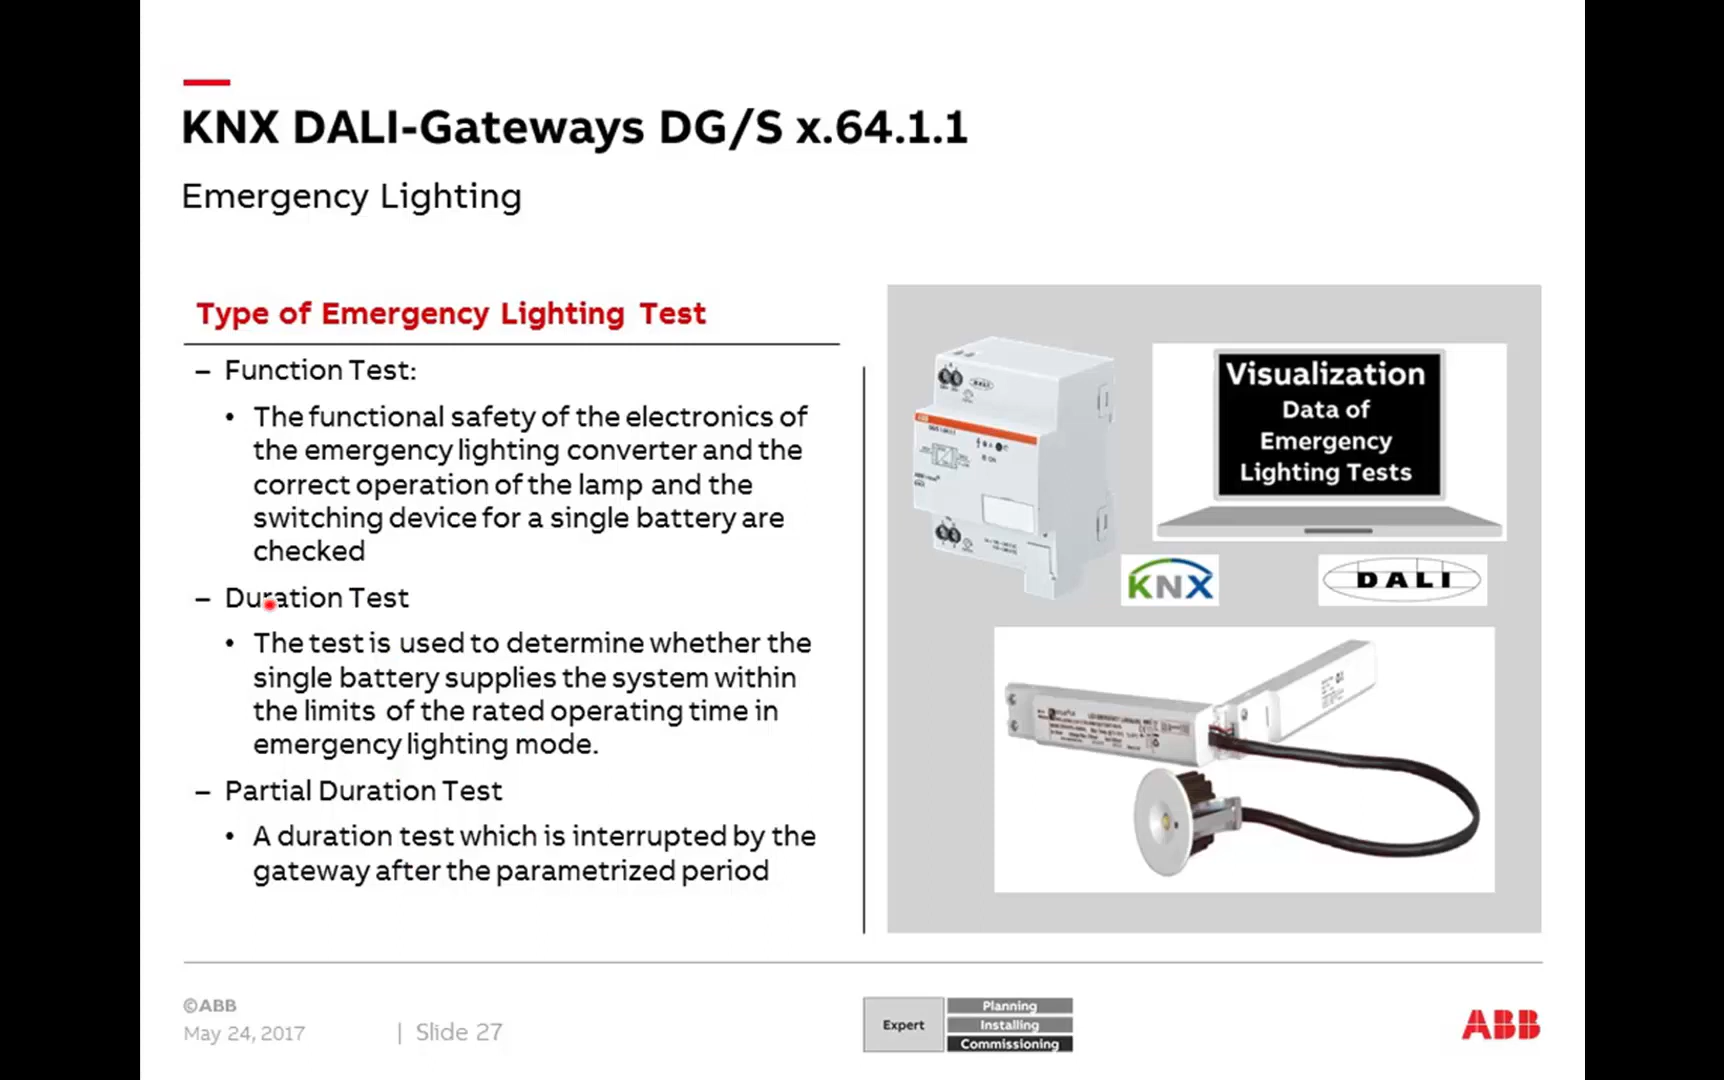 KNX DALI-Gateways DG/S x.64.1.1
Emergency Lighting
Type of Emergency Lighting Test
– Function Test:
• The functional safety of the electronics of
the emergency lighting converter and the
correct operation of the lamp and the
switching device for a single battery are
checked
– Duration Test
• The test is used to determine whether the
single battery supplies the system within
the limits of the rated operating time in
emergency lighting mode.
– Partial Duration Test
• A duration test which is interrupted by the
gateway after the parametrized period
DALI
ABB
Visualization
Data of
Emergency
Lighting Tests
KNX
DALI
©ABB
May 24, 2017 | Slide 27
Expert
Planning
Installing
Commissioning
ABB